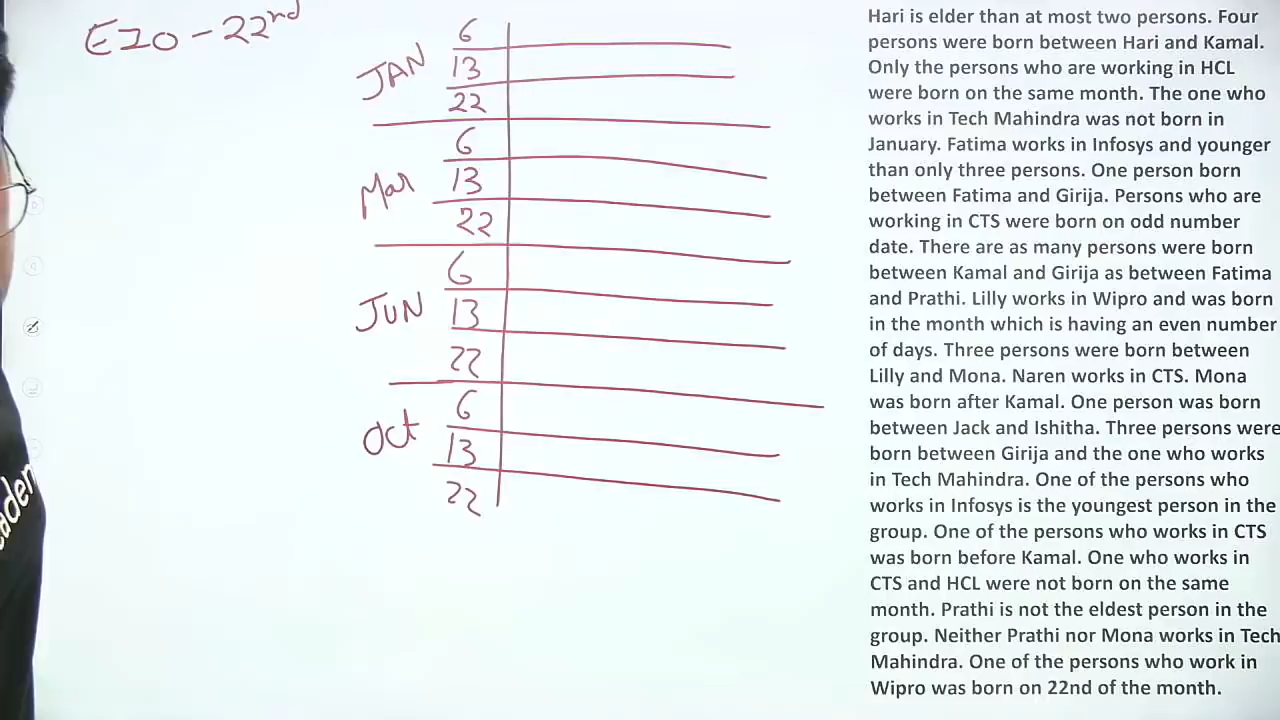 EIO - 22nd
JAN
6
13
22
Mar
6
13
22
JUN
6
13
22
Oct
6
13
22
Hari is elder than at most two persons. Four
persons were born between Hari and Kamal.
Only the persons who are working in HCL
were born on the same month. The one who
works in Tech Mahindra was not born in
January. Fatima works in Infosys and younger
than only three persons. One person born
between Fatima and Girija. Persons who are
working in CTS were born on odd number
date. There are as many persons were born
between Kamal and Girija as between Fatima
and Prathi. Lilly works in Wipro and was born
in the month which is having an even number
of days. Three persons were born between
Lilly and Mona. Naren works in CTS. Mona
was born after Kamal. One person was born
between Jack and Ishitha. Three persons were
born between Girija and the one who works
in Tech Mahindra. One of the persons who
works in Infosys is the youngest person in the
group. One of the persons who works in CTS
was born before Kamal. One who works in
CTS and HCL were not born on the same
month. Prathi is not the eldest person in the
group. Neither Prathi nor Mona works in Tech
Mahindra. One of the persons who work in
Wipro was born on 22nd of the month.